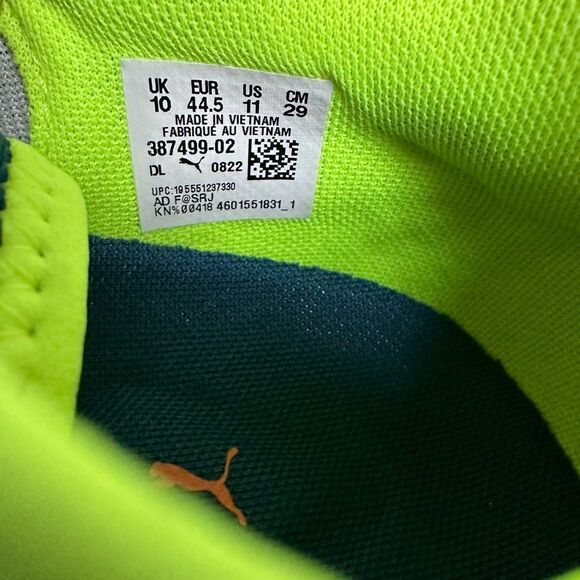 UK EUR US CM
10 44.5 11 29
MADE IN VIETNAM
FABRIQUÉ AU VIETNAM
387499-02
DL 0822
UPC:195551237330
AD F@SRJ
KN%00418 4601551831_1